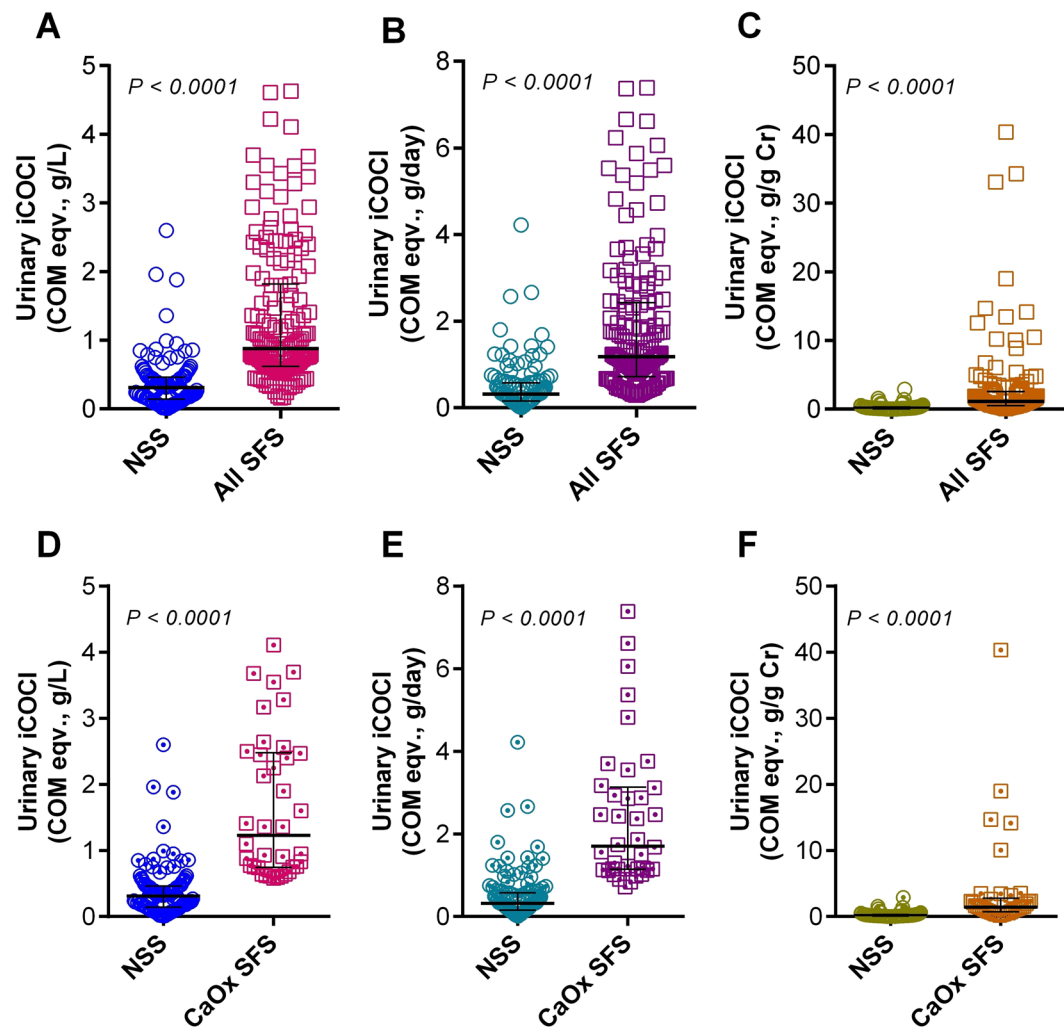 A
Urinary iCOCI
(COM eqv., g/L)
5
4
3
2
1
0
P < 0.0001
NSS
All SFS
B
Urinary iCOCI
(COM eqv., g/day)
8
6
4
2
0
P < 0.0001
NSS
All SFS
C
Urinary iCOCI
(COM eqv., g/g Cr)
50
40
30
20
10
0
P < 0.0001
NSS
All SFS
D
Urinary iCOCI
(COM eqv., g/L)
5
4
3
2
1
0
P < 0.0001
NSS
CaOx SFS
E
Urinary iCOCI
(COM eqv., g/day)
8
6
4
2
0
P < 0.0001
NSS
CaOx SFS
F
Urinary iCOCI
(COM eqv., g/g Cr)
50
40
30
20
10
0
P < 0.0001
NSS
CaOx SFS